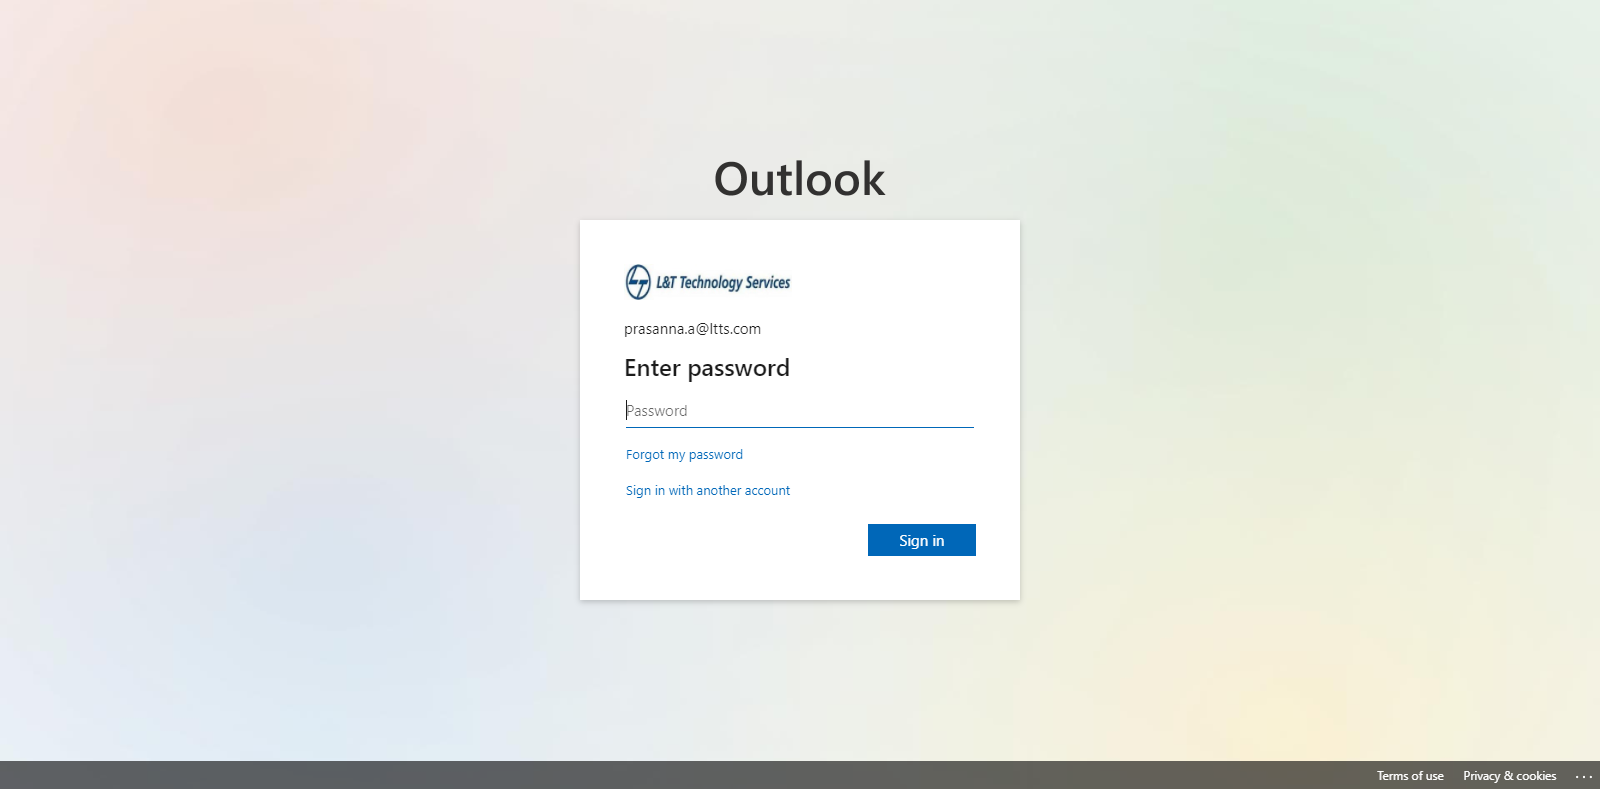 Outlook
L&T Technology Services
prasanna.a@ltts.com
Enter password
Password
Forgot my password
Sign in with another account
Sign in
Terms of use Privacy & cookies ...